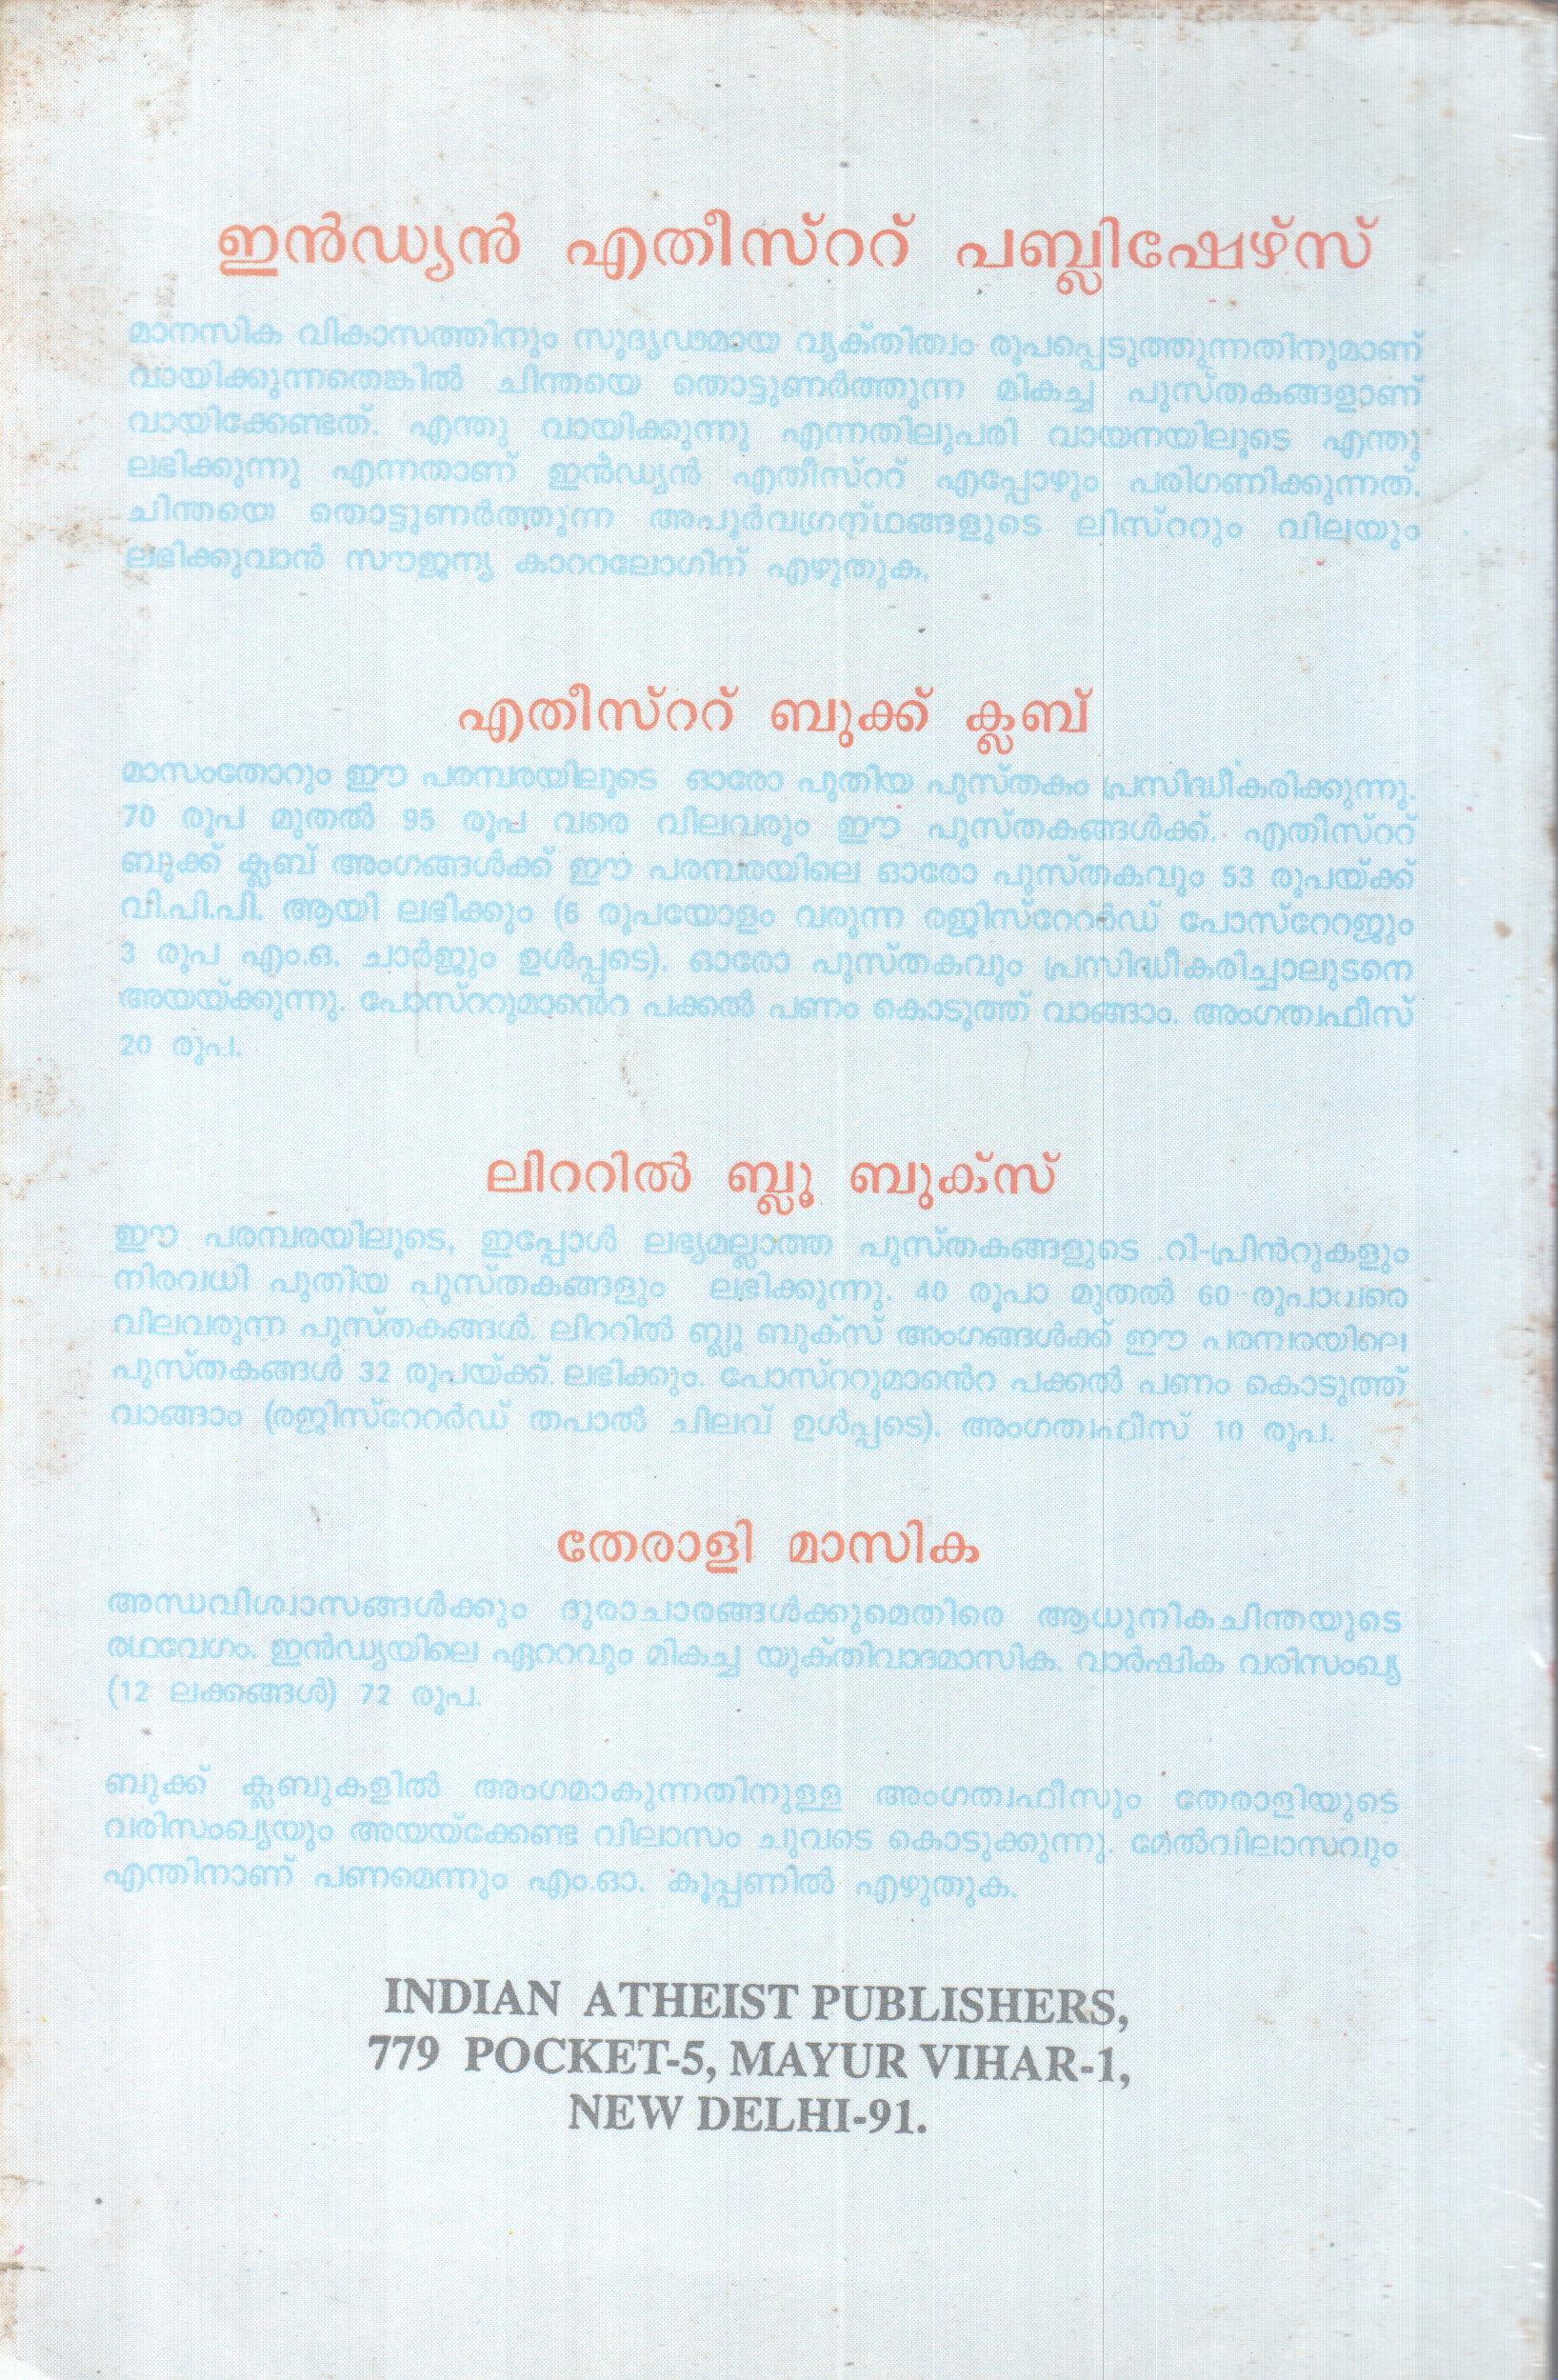 ഇൻഡ്യൻ എതീസ്ററ് പബ്ലിഷേഴ്സ്
മാനസിക വികാസത്തിനും സുദൃഢമായ വ്യക്തിത്വം രൂപപ്പെടുത്തുന്നതിനുമാണ്
വായിക്കുന്നതെങ്കിൽ ചിന്തയെ തൊട്ടുണർത്തുന്ന മികച്ച പുസ്തകങ്ങളാണ്
വായിക്കേണ്ടത്. എന്തു വായിക്കുന്നു എന്നതിലുപരി വായനയിലൂടെ എന്തു
ലഭിക്കുന്നു എന്നതാണ് ഇൻഡ്യൻ എതീസ്ററ് എപ്പോഴും പരിഗണിക്കുന്നത്.
ചിന്തയെ തൊട്ടുണർത്തുന്ന അപൂർവഗ്രന്ഥങ്ങളുടെ ലിസ്ററും വിലയും
ലഭിക്കുവാൻ സൗജന്യ കാററലോഗിന് എഴുതുക.
എതീസ്ററ് ബുക്ക് ക്ലബ്
മാസംതോറും ഈ പരമ്പരയിലൂടെ ഓരോ പുതിയ പുസ്തകം പ്രസിദ്ധീകരിക്കുന്നു.
70 രൂപ മുതൽ 95 രൂപ വരെ വിലവരും ഈ പുസ്തകങ്ങൾക്ക്. എതിസ്ററ്
ബുക്ക് ക്ലബ് അംഗങ്ങൾക്ക് ഈ പരമ്പരയിലെ ഓരോ പുസ്തകവും 53 രൂപയ്ക്ക്
വി.പി.പി. ആയി ലഭിക്കും (6 രൂപയോളം വരുന്ന രജിസ്റേറർഡ് പോസ്റേറജും
3 രൂപ എം.ഒ. ചാർജും ഉൾപ്പടെ). ഓരോ പുസ്തകവും പ്രസിദ്ധീകരിച്ചാലുടനെ
അയയ്ക്കുന്നു. പോസ്ററുമാൻെറ പക്കൽ പണം കൊടുത്ത് വാങ്ങാം. അംഗത്വഫീസ്
20 രൂപ.
ലിററിൽ ബ്ലൂ ബുക്സ്
ഈ പരമ്പരയിലൂടെ, ഇപ്പോൾ ലഭ്യമല്ലാത്ത പുസ്തകങ്ങളുടെ റി-പ്രിൻറുകളും
നിരവധി പുതിയ പുസ്തകങ്ങളും ലഭിക്കുന്നു. 40 രൂപാ മുതൽ 60 രുപാവരെ
വിലവരുന്ന പുസ്തകങ്ങൾ. ലിററിൽ ബ്ലൂ ബുക്സ് അംഗങ്ങൾക്ക് ഈ പരമ്പരയിലെ
പുസ്തകങ്ങൾ 32 രുപയ്ക്ക് ലഭിക്കും. പോസ്ററുമാൻെറ പക്കൽ പണം കൊടുത്ത്
വാങ്ങാം (രജിസ്റേറർഡ് തപാൽ ചിലവ് ഉൾപ്പടെ). അംഗത്വഫീസ് 10 രൂപ.
തേരാളി മാസിക
അന്ധവിശ്വാസങ്ങൾക്കും ദുരാചാരങ്ങൾക്കുമെതിരെ ആധുനികചിന്തയുടെ
രഥവേഗം. ഇൻഡ്യയിലെ ഏററവും മികച്ച യുക്തിവാദമാസിക. വാർഷിക വരിസംഖ്യ
(12 ലക്കങ്ങൾ) 72 രൂപ.
ബുക്ക് ക്ലബുകളിൽ അംഗമാകുന്നതിനുള്ള അംഗത്വഫീസും തേരാളിയുടെ
വരിസംഖ്യയും അയയ്ക്കേണ്ട വിലാസം ചുവടെ കൊടുക്കുന്നു. മേൽവിലാസവും
എന്തിനാണ് പണമെന്നും എം.ഓ. കൂപ്പണിൽ എഴുതുക.
INDIAN ATHEIST PUBLISHERS,
779 POCKET-5, MAYUR VIHAR-1,
NEW DELHI-91.